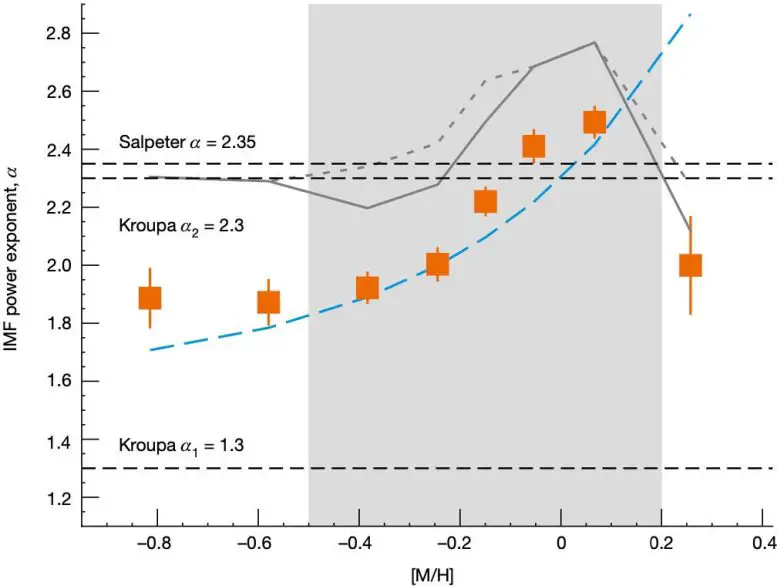 2.8
2.6
Salpeter α = 2.35
2.4
2.2
Kroupa α₂ = 2.3
2.0
IMF power exponent, α
1.8
1.6
Kroupa α₁ = 1.3
1.4
1.2
−0.8 −0.6 −0.4 −0.2 0 0.2 0.4
[M/H]